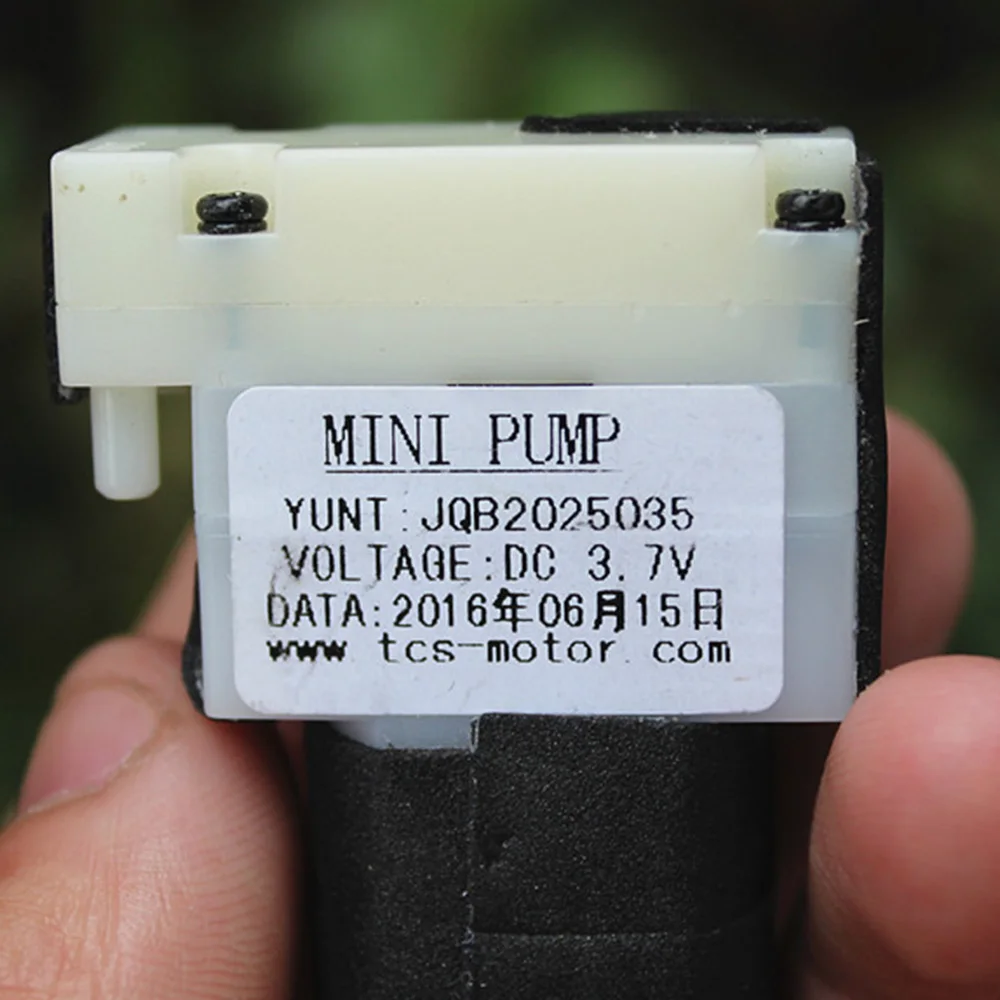 MINI PUMP
YUNT:JQB2025035
VOLTAGE:DC 3.7V
DATA:2016年06月15日
www tcs-motor.com